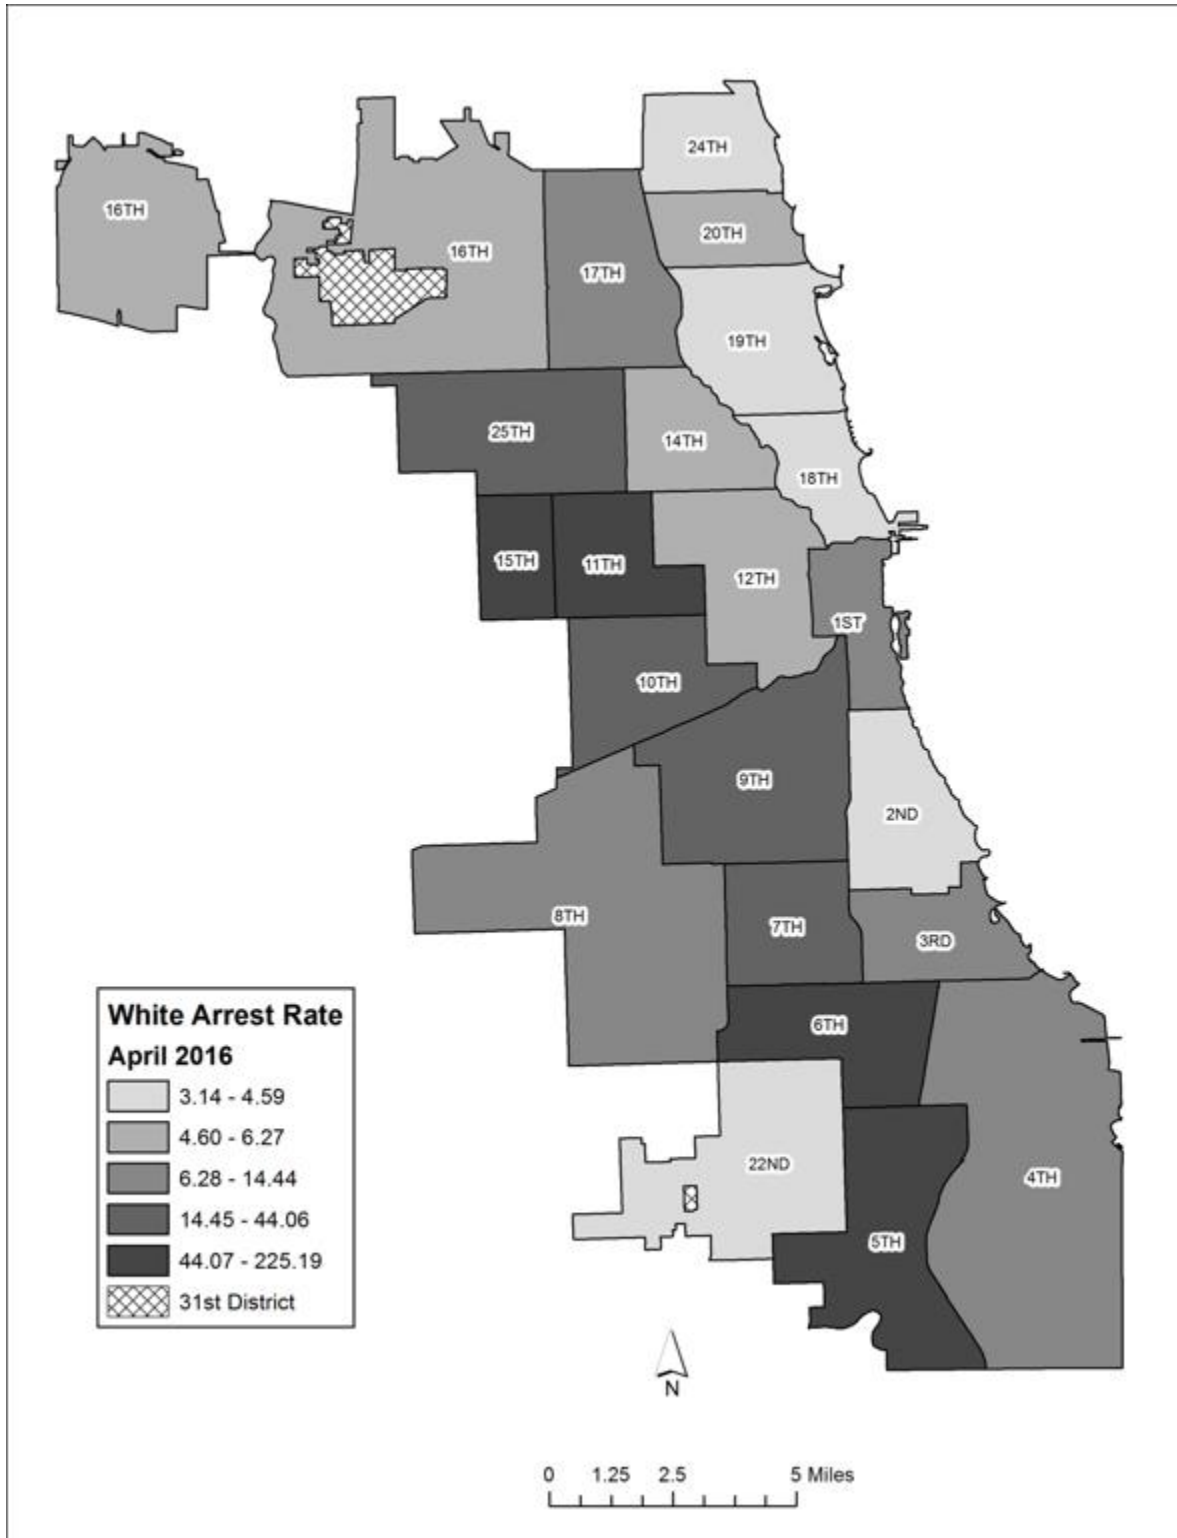 24TH
16TH
20TH
16TH
17TH
19TH
25TH
14TH
18TH
15TH
11TH
12TH
1ST
10TH
9TH
2ND
8TH
7TH
3RD
6TH
22ND
4TH
5TH
White Arrest Rate
April 2016
3.14 - 4.59
4.60 - 6.27
6.28 - 14.44
14.45 - 44.06
44.07 - 225.19
31st District
N
0 1.25 2.5 5 Miles